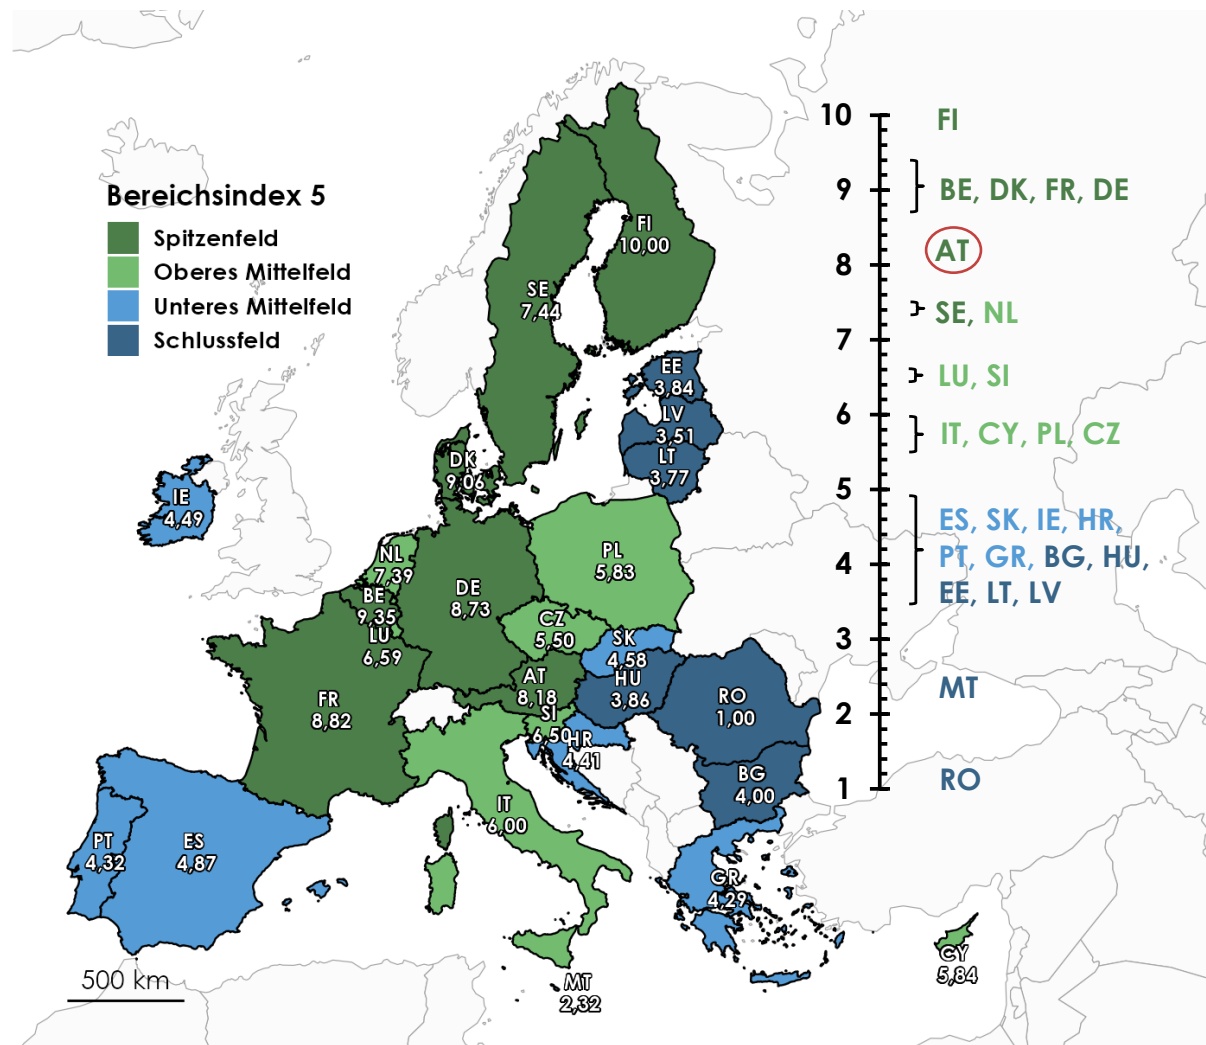 Bereichsindex 5
Spitzenfeld
Oberes Mittelfeld
Unteres Mittelfeld
Schlussfeld
FI
10,00
SE
7,44
EE
3,84
LV
3,51
LT
3,77
DK
9,06
IE
4,49
NL
7,39
PL
5,83
BE
9,35
DE
8,73
LU
6,59
CZ
5,50
SK
4,58
AT
8,18
HU
3,86
FR
8,82
SI
6,50
HR
4,41
RO
1,00
BG
4,00
IT
6,00
PT
4,32
ES
4,87
GR
4,29
MT
2,32
CY
5,84
500 km
10
9
8
7
6
5
4
3
2
1
FI
BE, DK, FR, DE
AT
SE, NL
LU, SI
IT, CY, PL, CZ
ES, SK, IE, HR,
PT, GR, BG, HU,
EE, LT, LV
MT
RO